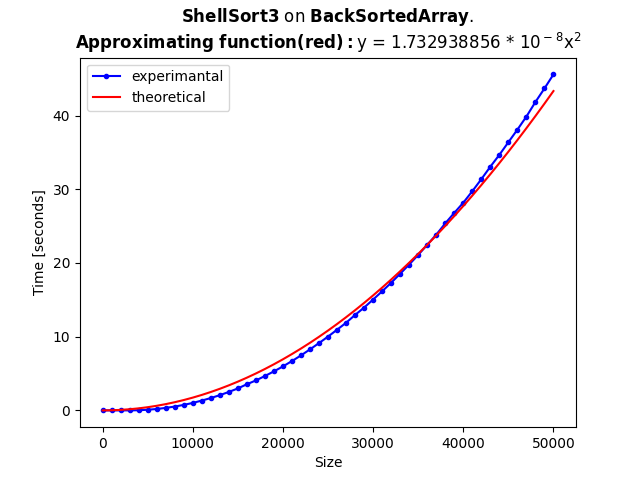 ShellSort3 on BackSortedArray.
Approximating function(red) : y = 1.732938856 * 10⁻⁸x²
experimantal
theoretical
Time [seconds]
40
30
20
10
0
0 10000 20000 30000 40000 50000
Size